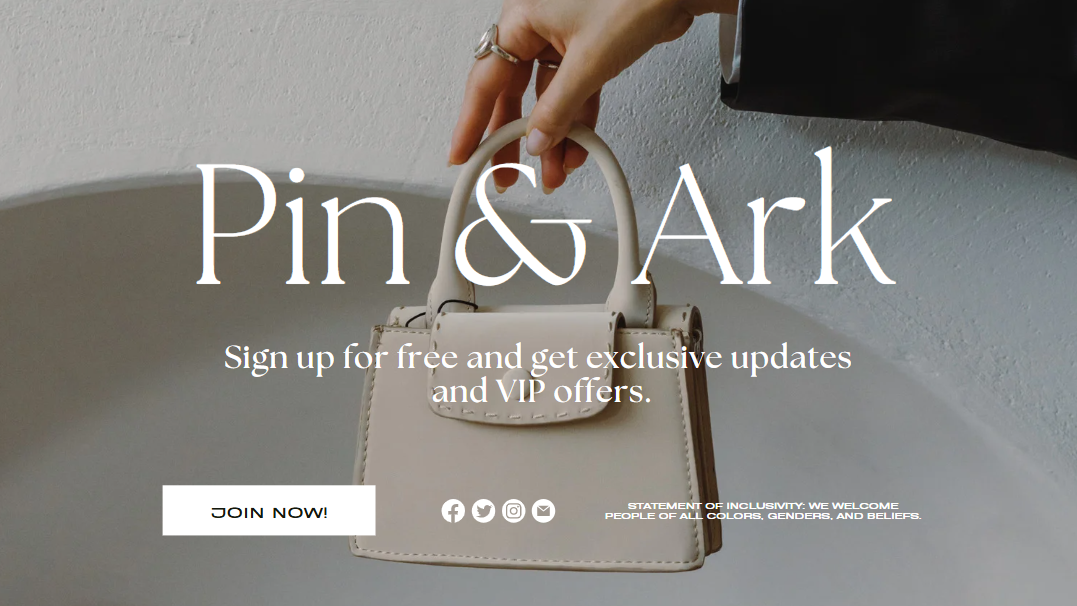 Pin & Ark
Sign up for free and get exclusive updates
and VIP offers.
JOIN NOW!
STATEMENT OF INCLUSIVITY: WE WELCOME
PEOPLE OF ALL COLORS, GENDERS, AND BELIEFS.